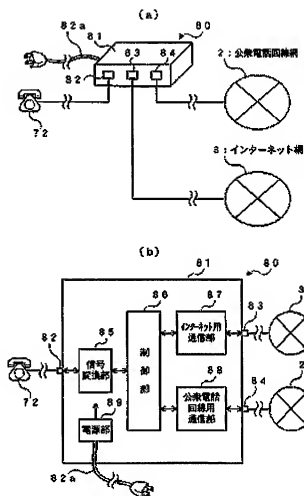 (a)
80
82a
81
83
84
82
72
2:公衆電話回線網
3:インターネット網
(b)
81
80
86
87
3
83
インターネット用
通信部
85
82
信号
変換部
制
御
部
88
2
84
公衆電話
回線用
通信部
72
89
電源部
82a